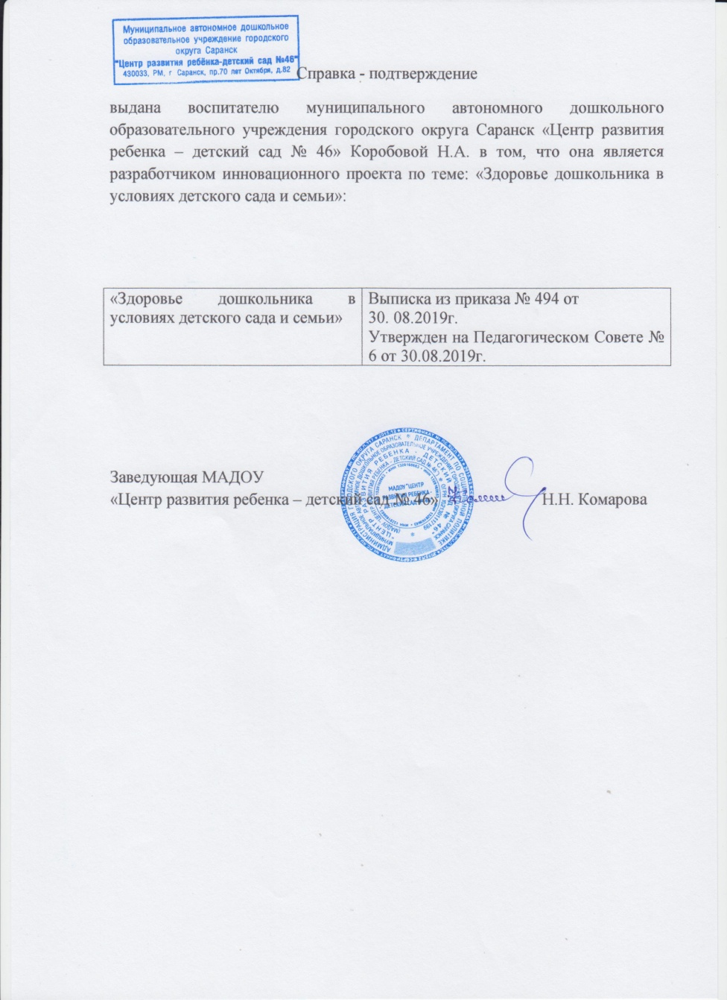 Муниципальное автономное дошкольное
образовательное учреждение городского
округа Саранск
"Центр развития ребёнка-детский сад №46"
430033, РМ, г Саранск, пр.70 лет Октября, д.82
Справка - подтверждение
выдана воспитателю муниципального автономного дошкольного
образовательного учреждения городского округа Саранск «Центр развития
ребенка – детский сад № 46» Коробовой Н.А. в том, что она является
разработчиком инновационного проекта по теме: «Здоровье дошкольника в
условиях детского сада и семьи»:
«Здоровье дошкольника в
условиях детского сада и семьи»
Выписка из приказа № 494 от
30. 08.2019г.
Утвержден на Педагогическом Совете №
6 от 30.08.2019г.
Заведующая МАДОУ
«Центр развития ребенка – детский сад № 46» Н.Н. Комарова
МАДОУ "ЦЕНТР
РАЗВИТИЯ РЕБЕНКА -
ДЕТСКИЙ САД